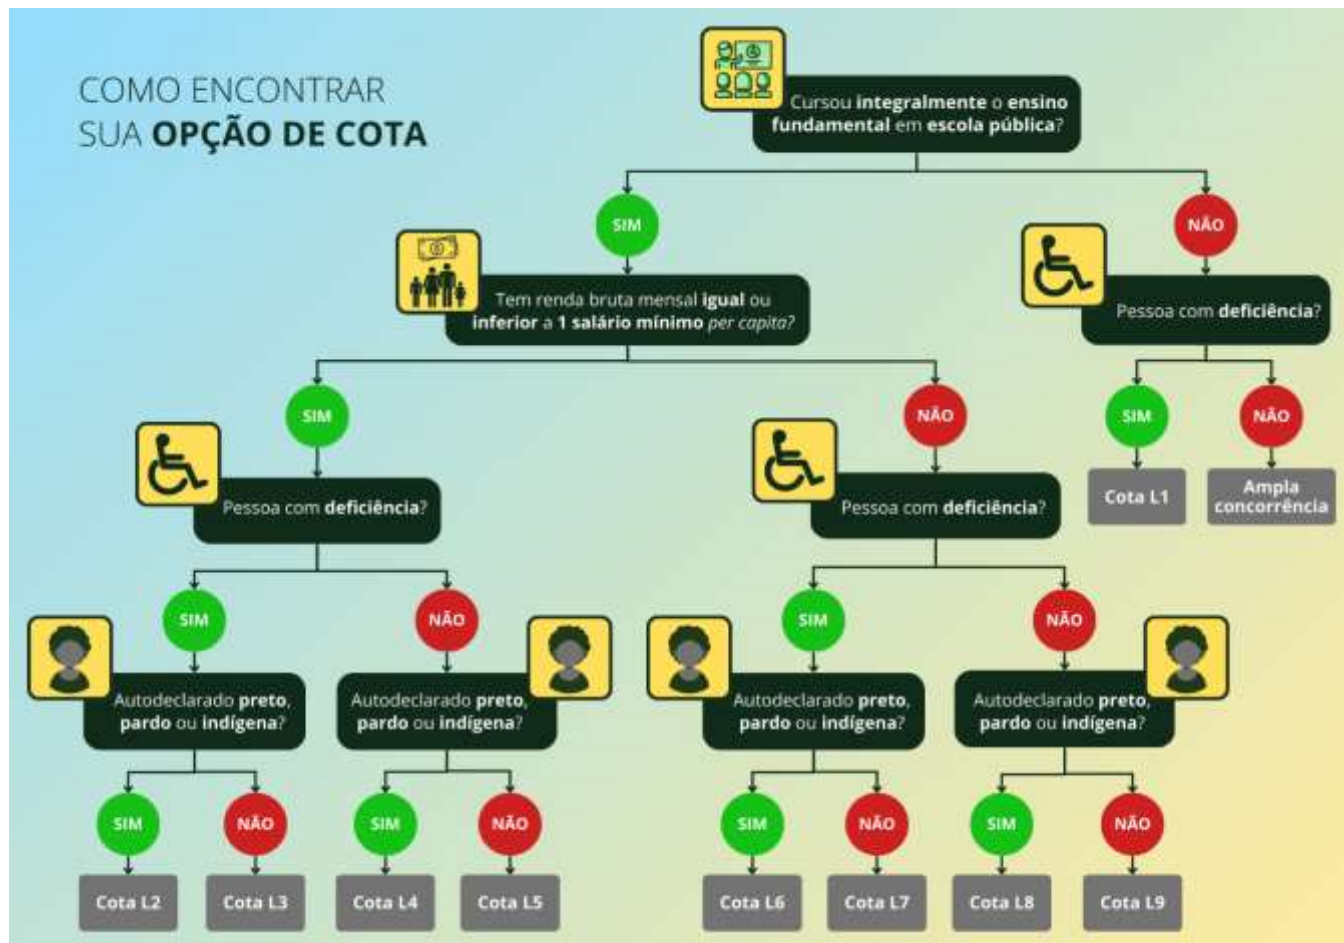 COMO ENCONTRAR
SUA OPÇÃO DE COTA
Cursou integralmente o ensino
fundamental em escola pública?
SIM
NÃO
Tem renda bruta mensal igual ou
inferior a 1 salário mínimo per capita?
Pessoa com deficiência?
SIM
NÃO
SIM
NÃO
Cota L1
Ampla
concorrência
Pessoa com deficiência?
Pessoa com deficiência?
SIM
NÃO
SIM
NÃO
Autodeclarado preto,
pardo ou indígena?
Autodeclarado preto,
pardo ou indígena?
Autodeclarado preto,
pardo ou indígena?
Autodeclarado preto,
pardo ou indígena?
SIM
NÃO
SIM
NÃO
SIM
NÃO
SIM
NÃO
Cota L2
Cota L3
Cota L4
Cota L5
Cota L6
Cota L7
Cota L8
Cota L9